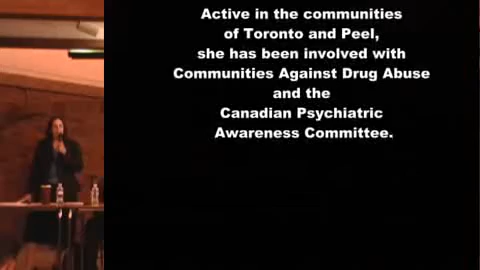 Active in the communities
of Toronto and Peel,
she has been involved with
Communities Against Drug Abuse
and the
Canadian Psychiatric
Awareness Committee.